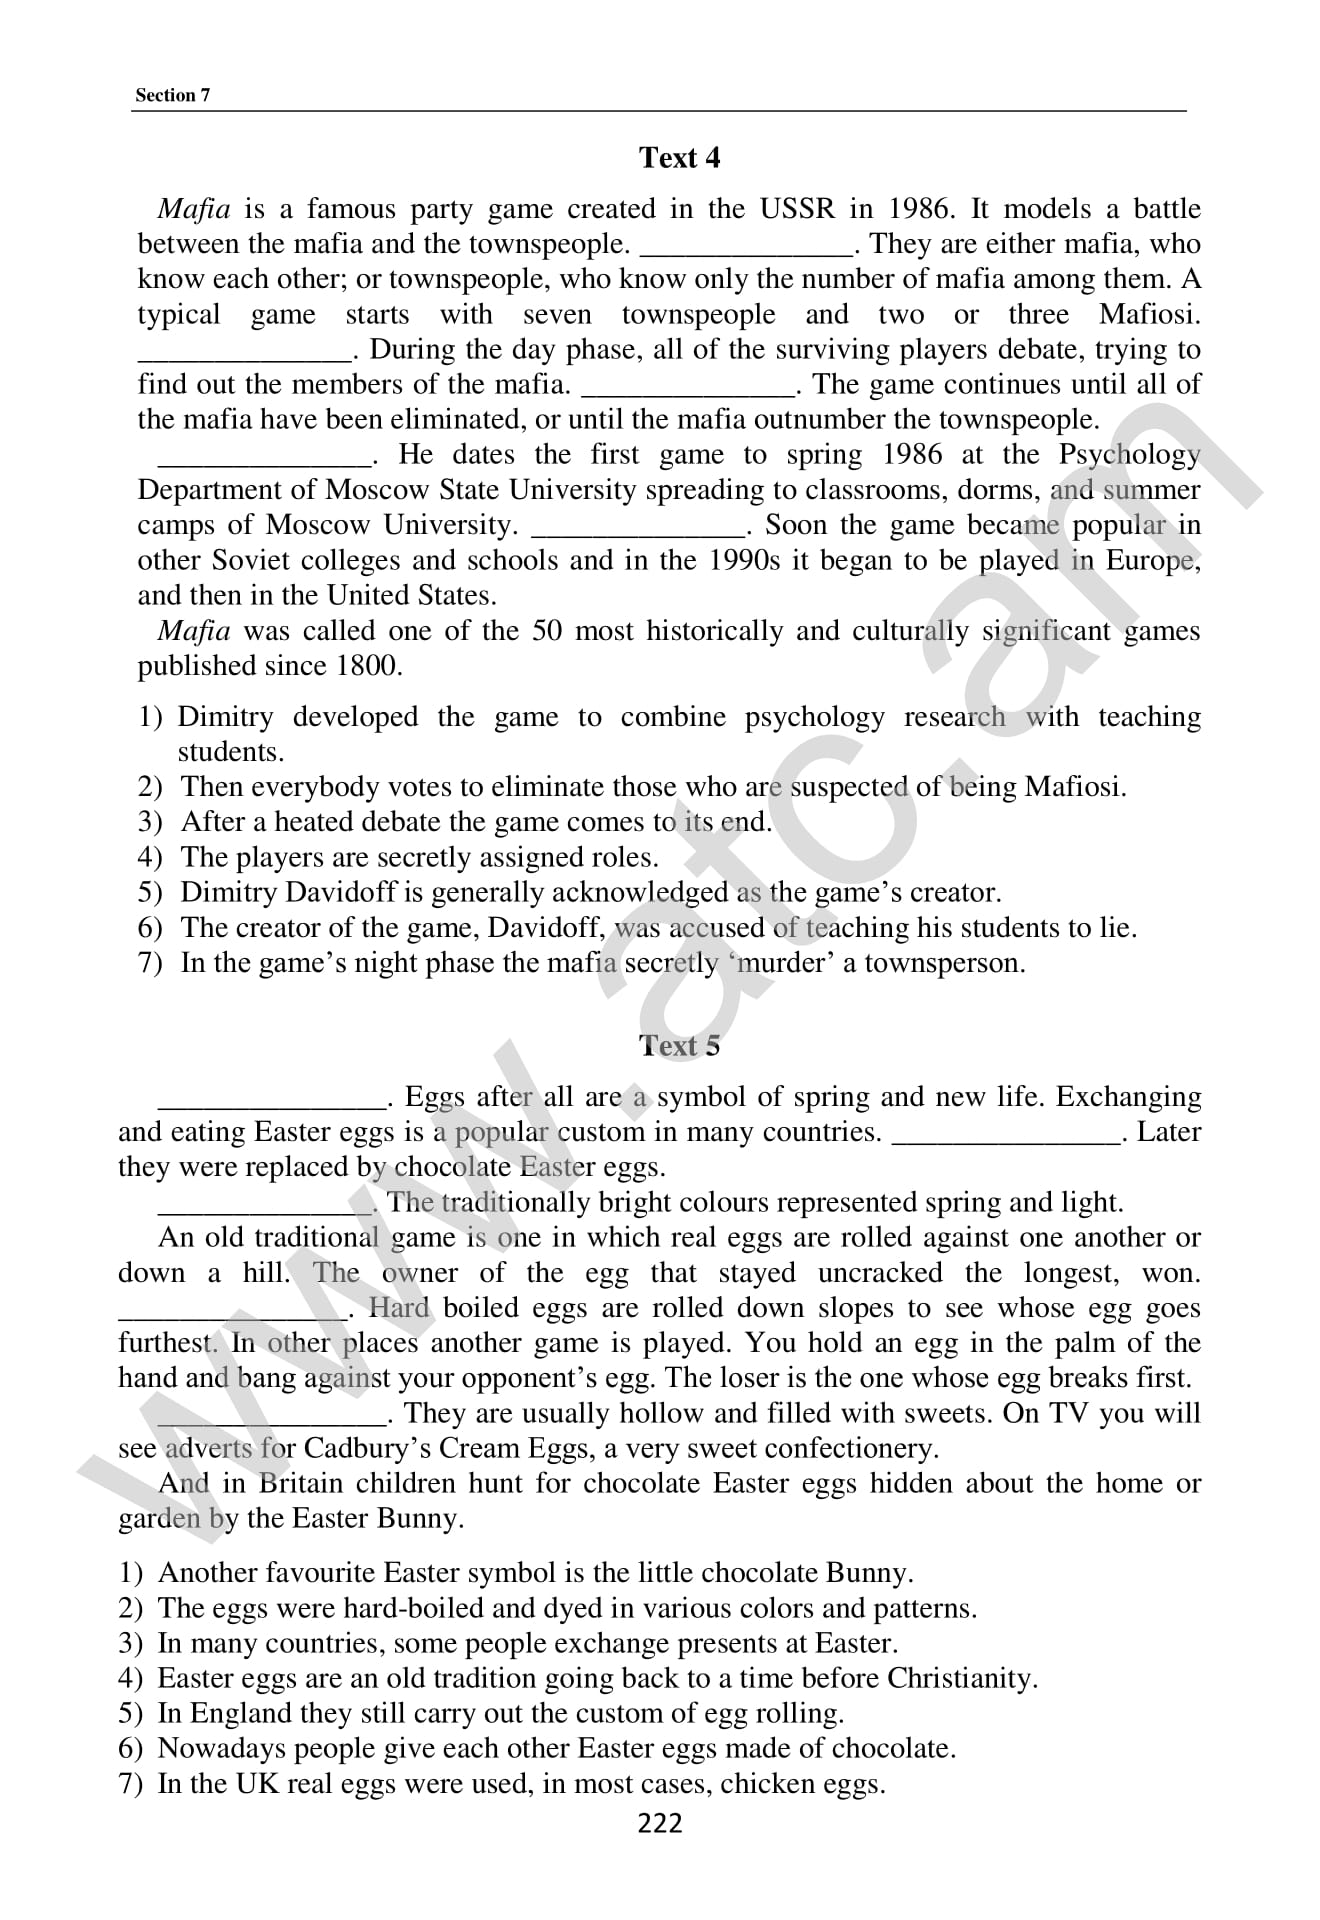 Section 7
Text 4
Mafia is a famous party game created in the USSR in 1986. It models a battle
between the mafia and the townspeople. ______________. They are either mafia, who
know each other; or townspeople, who know only the number of mafia among them. A
typical game starts with seven townspeople and two or three Mafiosi.
______________. During the day phase, all of the surviving players debate, trying to
find out the members of the mafia. ______________. The game continues until all of
the mafia have been eliminated, or until the mafia outnumber the townspeople.
______________. He dates the first game to spring 1986 at the Psychology
Department of Moscow State University spreading to classrooms, dorms, and summer
camps of Moscow University. ______________. Soon the game became popular in
other Soviet colleges and schools and in the 1990s it began to be played in Europe,
and then in the United States.
Mafia was called one of the 50 most historically and culturally significant games
published since 1800.
1) Dimitry developed the game to combine psychology research with teaching
students.
2) Then everybody votes to eliminate those who are suspected of being Mafiosi.
3) After a heated debate the game comes to its end.
4) The players are secretly assigned roles.
5) Dimitry Davidoff is generally acknowledged as the game's creator.
6) The creator of the game, Davidoff, was accused of teaching his students to lie.
7) In the game's night phase the mafia secretly ‘murder’ a townsperson.
Text 5
_______________. Eggs after all are a symbol of spring and new life. Exchanging
and eating Easter eggs is a popular custom in many countries. _______________. Later
they were replaced by chocolate Easter eggs.
______________. The traditionally bright colours represented spring and light.
An old traditional game is one in which real eggs are rolled against one another or
down a hill. The owner of the egg that stayed uncracked the longest, won.
_______________. Hard boiled eggs are rolled down slopes to see whose egg goes
furthest. In other places another game is played. You hold an egg in the palm of the
hand and bang against your opponent's egg. The loser is the one whose egg breaks first.
_______________. They are usually hollow and filled with sweets. On TV you will
see adverts for Cadbury's Cream Eggs, a very sweet confectionery.
And in Britain children hunt for chocolate Easter eggs hidden about the home or
garden by the Easter Bunny.
1) Another favourite Easter symbol is the little chocolate Bunny.
2) The eggs were hard-boiled and dyed in various colors and patterns.
3) In many countries, some people exchange presents at Easter.
4) Easter eggs are an old tradition going back to a time before Christianity.
5) In England they still carry out the custom of egg rolling.
6) Nowadays people give each other Easter eggs made of chocolate.
7) In the UK real eggs were used, in most cases, chicken eggs.
222
www.atc.am